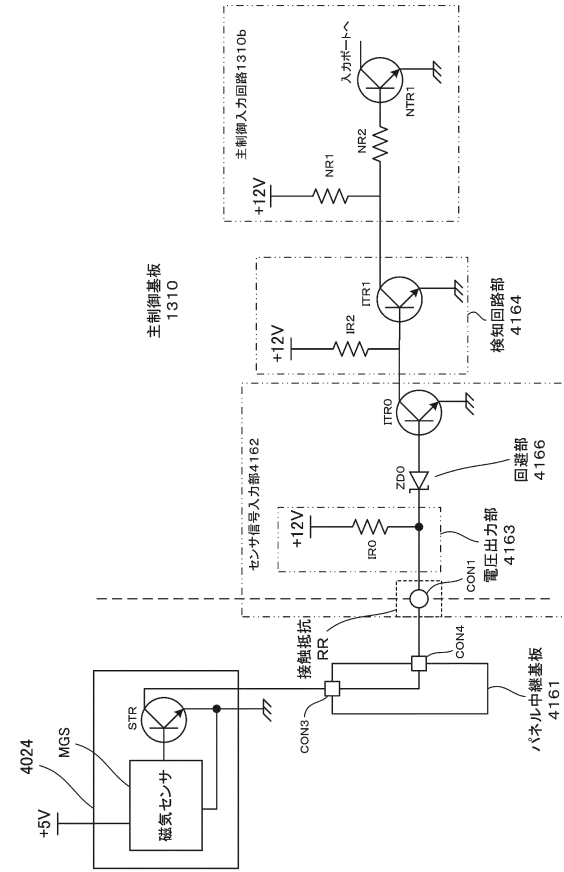 主制御基板
1310
主制御入力回路1310b
入力ポートへ
+12V
NR1
NR2
NTR1
+12V
IR2
ITR1
検知回路部
4164
センサ信号入力部4162
+12V
IR0
ZD0
ITR0
回避部
4166
電圧出力部
4163
接触抵抗
RR
CON1
CON4
CON3
パネル中継基板
4161
+5V
4024
MGS
STR
磁気センサ